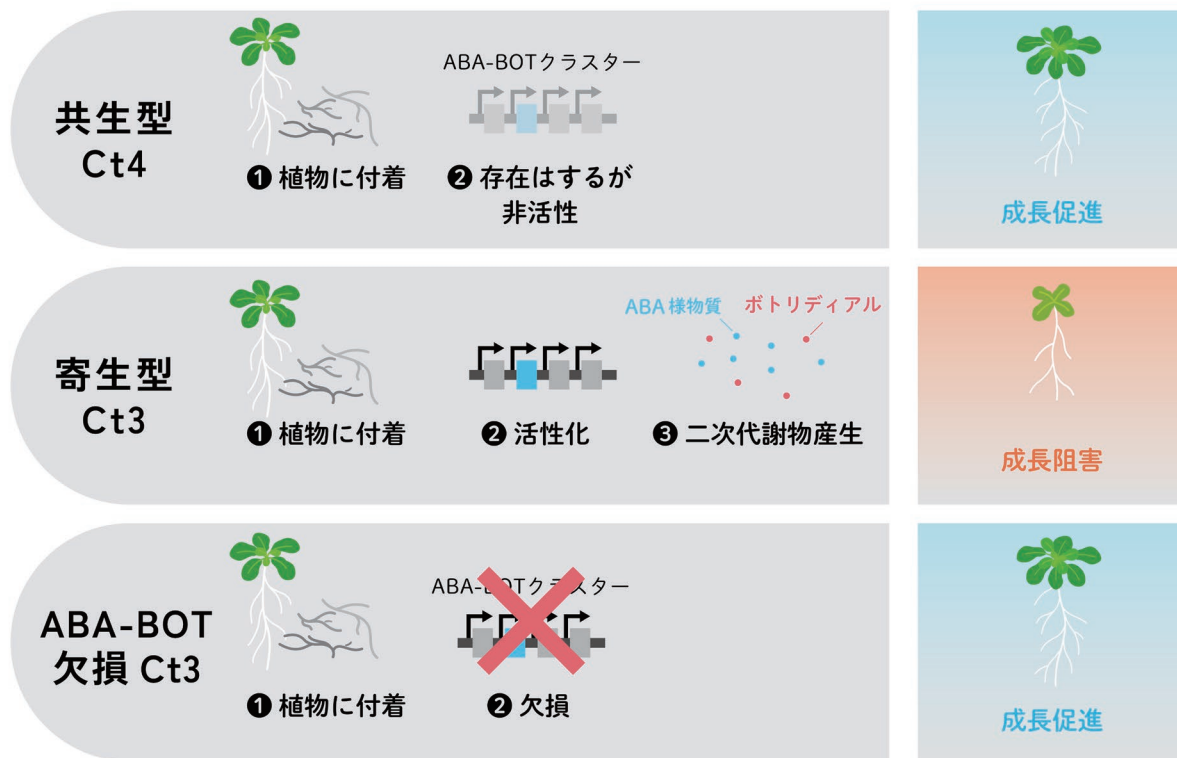 共生型
Ct4
❶ 植物に付着
ABA-BOTクラスター
❷ 存在はするが
非活性
成長促進
寄生型
Ct3
❶ 植物に付着
❷ 活性化
ABA様物質
ボトリディアル
❸ 二次代謝物産生
成長阻害
ABA-BOT
欠損 Ct3
❶ 植物に付着
ABA-BOTクラスター
❷ 欠損
成長促進